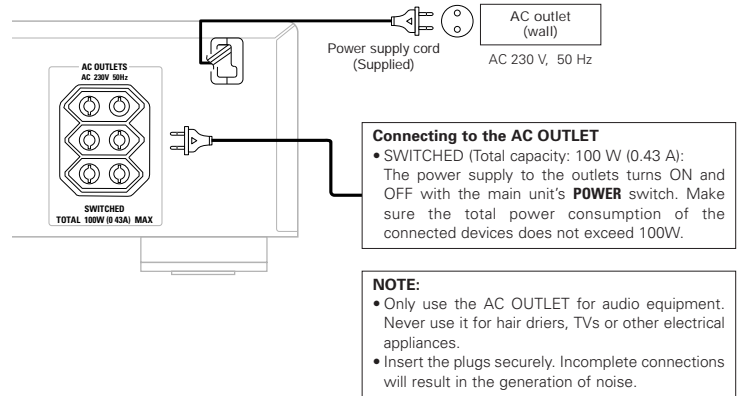 AC outlet
(wall)
Power supply cord
(Supplied)
AC 230 V, 50 Hz
AC OUTLETS
AC 230V 50Hz
SWITCHED
TOTAL 100W (0 43A) MAX
Connecting to the AC OUTLET
• SWITCHED (Total capacity: 100 W (0.43 A):
The power supply to the outlets turns ON and
OFF with the main unit's POWER switch. Make
sure the total power consumption of the
connected devices does not exceed 100W.
NOTE:
• Only use the AC OUTLET for audio equipment.
Never use it for hair driers, TVs or other electrical
appliances.
• Insert the plugs securely. Incomplete connections
will result in the generation of noise.